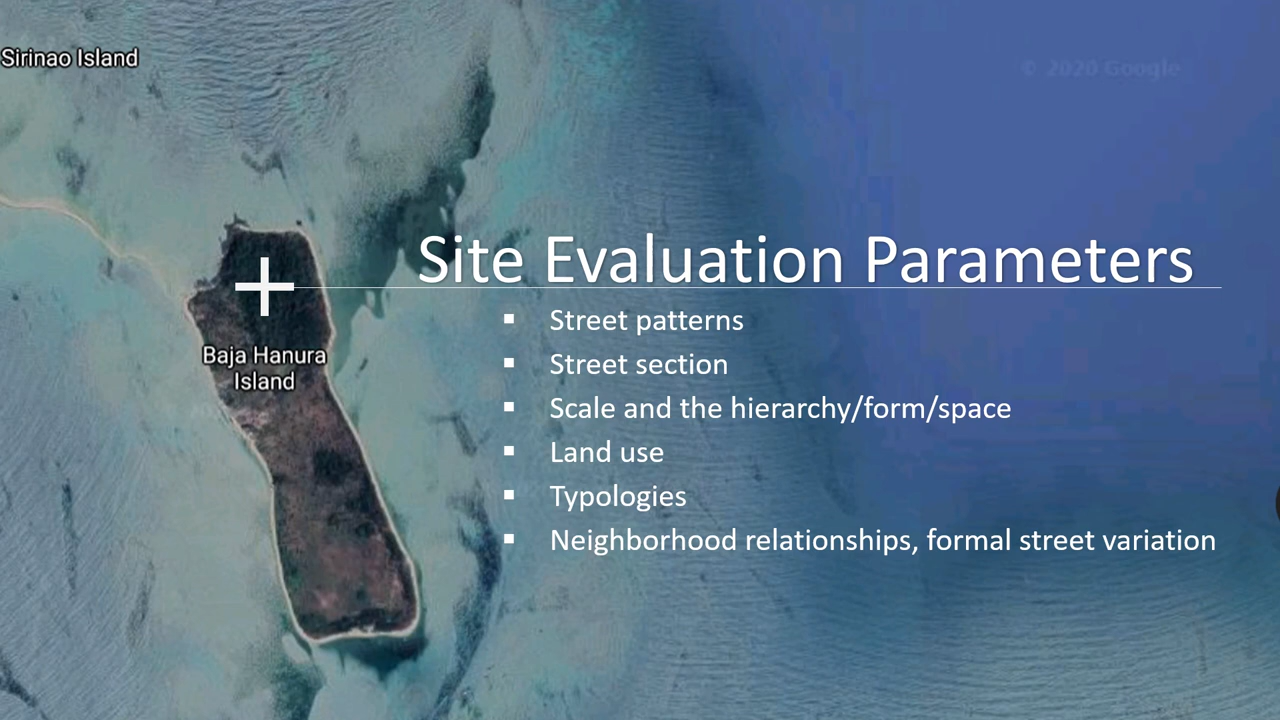 Sirinao Island
© 2020 Google
Site Evaluation Parameters
▪ Street patterns
▪ Street section
▪ Scale and the hierarchy/form/space
▪ Land use
▪ Typologies
▪ Neighborhood relationships, formal street variation
Baja Hanura
Island